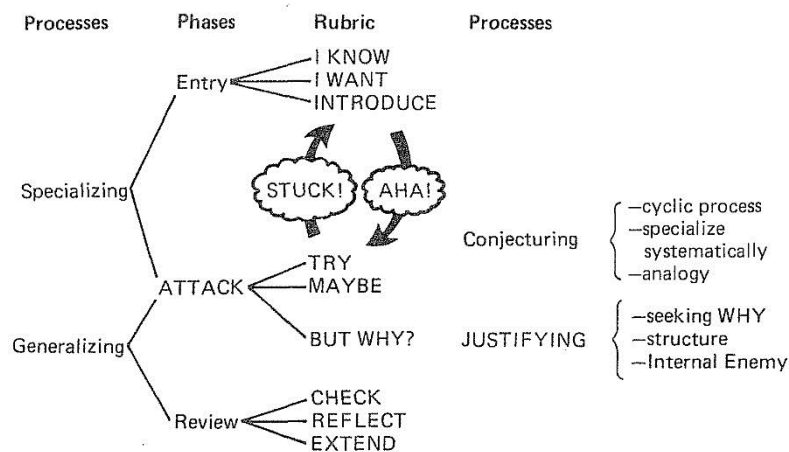 Processes Phases Rubric Processes
I KNOW
Entry I WANT
INTRODUCE
Specializing STUCK! AHA!
—cyclic process
Conjecturing —specialize
systematically
TRY —analogy
ATTACK MAYBE
—seeking WHY
Generalizing BUT WHY? JUSTIFYING —structure
—Internal Enemy
CHECK
Review REFLECT
EXTEND